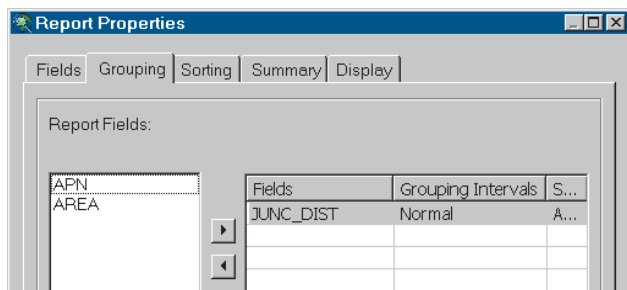 Report Properties
Fields Grouping Sorting Summary Display
Report Fields:
APN
AREA
Fields Grouping Intervals S...
JUNC_DIST Normal A...